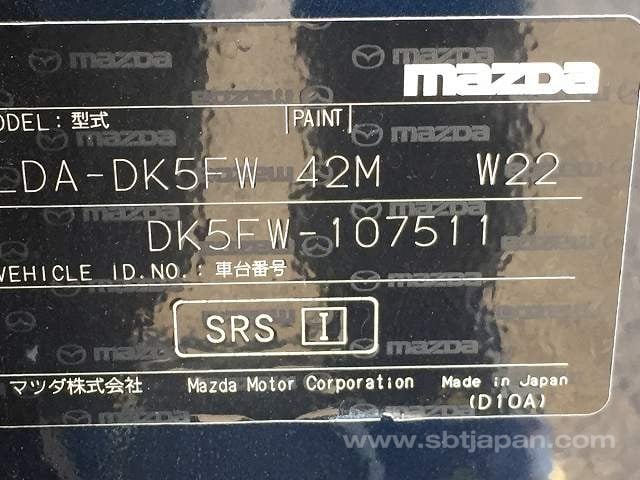 mazda
MODEL: 型式 PAINT
LDA-DK5FW 42M W22
DK5FW-107511
VEHICLE ID.NO.: 車台番号
SRS I
マツダ株式会社 Mazda Motor Corporation Made in Japan
(D10A)
www.sbtjapan.com